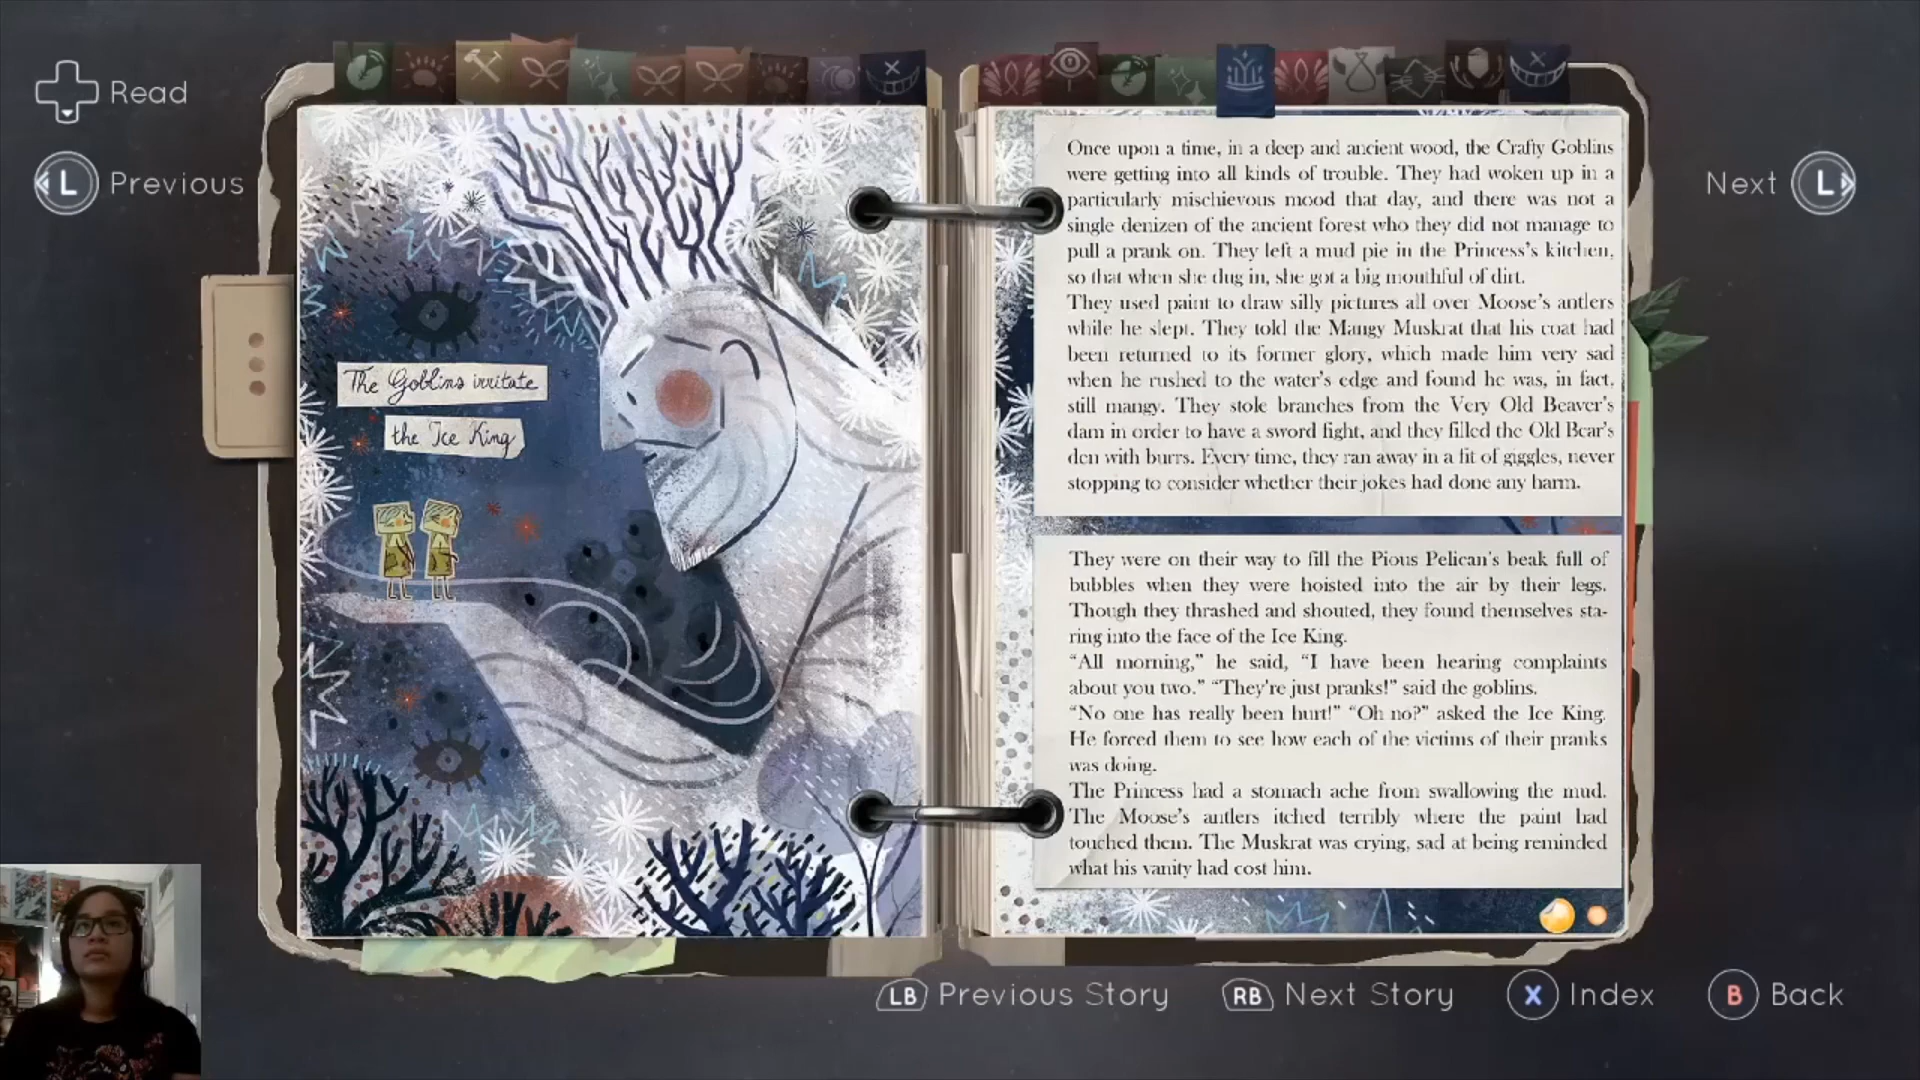 Read
Previous
Next
The Goblins irritate
the Ice King
Once upon a time, in a deep and ancient wood, the Crafty Goblins
were getting into all kinds of trouble. They had woken up in a
particularly mischievous mood that day, and there was not a
single denizen of the ancient forest who they did not manage to
pull a prank on. They left a mud pie in the Princess's kitchen,
so that when she dug in, she got a big mouthful of dirt.
They used paint to draw silly pictures all over Moose's antlers
while he slept. They told the Mangy Muskrat that his coat had
been returned to its former glory, which made him very sad
when he rushed to the water's edge and found he was, in fact,
still mangy. They stole branches from the Very Old Beaver's
dam in order to have a sword fight, and they filled the Old Bear's
den with burrs. Every time, they ran away in a fit of giggles, never
stopping to consider whether their jokes had done any harm.
They were on their way to fill the Pious Pelican's beak full of
bubbles when they were hoisted into the air by their legs.
Though they thrashed and shouted, they found themselves sta-
ring into the face of the Ice King.
“All morning,” he said, “I have been hearing complaints
about you two.” “They're just pranks!” said the goblins.
“No one has really been hurt!” “Oh no?” asked the Ice King.
He forced them to see how each of the victims of their pranks
was doing.
The Princess had a stomach ache from swallowing the mud.
The Moose's antlers itched terribly where the paint had
touched them. The Muskrat was crying, sad at being reminded
what his vanity had cost him.
LB Previous Story RB Next Story X Index B Back
L
L